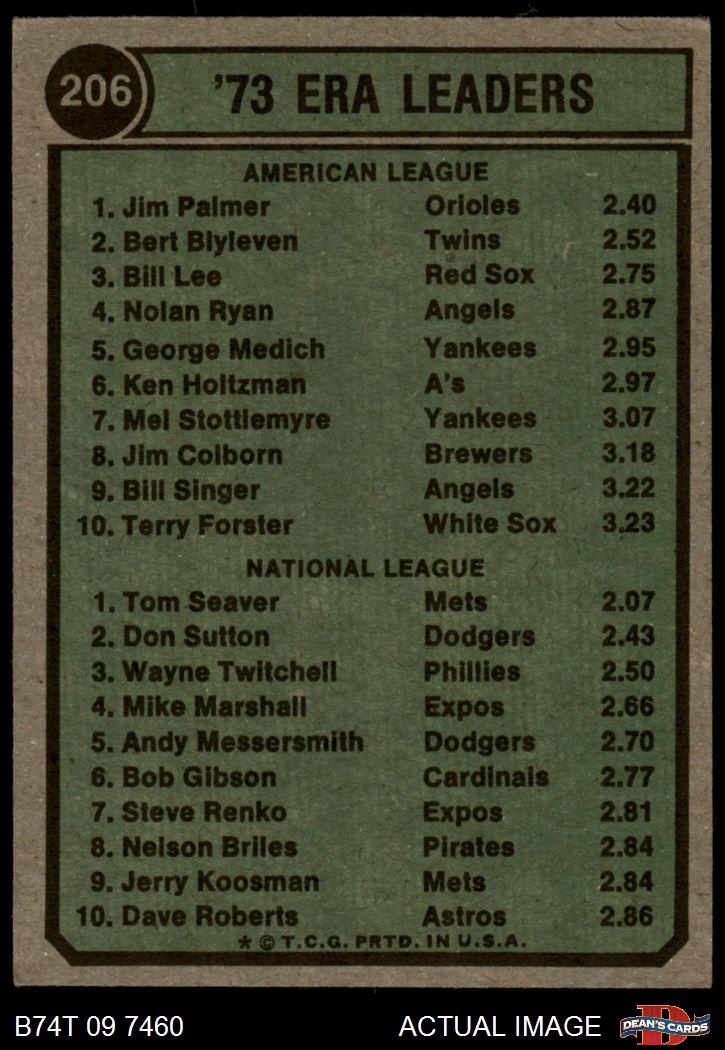 206
'73 ERA LEADERS
AMERICAN LEAGUE
1. Jim Palmer Orioles 2.40
2. Bert Blyleven Twins 2.52
3. Bill Lee Red Sox 2.75
4. Nolan Ryan Angels 2.87
5. George Medich Yankees 2.95
6. Ken Holtzman A's 2.97
7. Mel Stottlemyre Yankees 3.07
8. Jim Colborn Brewers 3.18
9. Bill Singer Angels 3.22
10. Terry Forster White Sox 3.23
NATIONAL LEAGUE
1. Tom Seaver Mets 2.07
2. Don Sutton Dodgers 2.43
3. Wayne Twitchell Phillies 2.50
4. Mike Marshall Expos 2.66
5. Andy Messersmith Dodgers 2.70
6. Bob Gibson Cardinals 2.77
7. Steve Renko Expos 2.81
8. Nelson Briles Pirates 2.84
9. Jerry Koosman Mets 2.84
10. Dave Roberts Astros 2.86
* © T.C.G. PRTD. IN U.S.A.
B74T 09 7460 ACTUAL IMAGE
D
DEAN'S CARDS